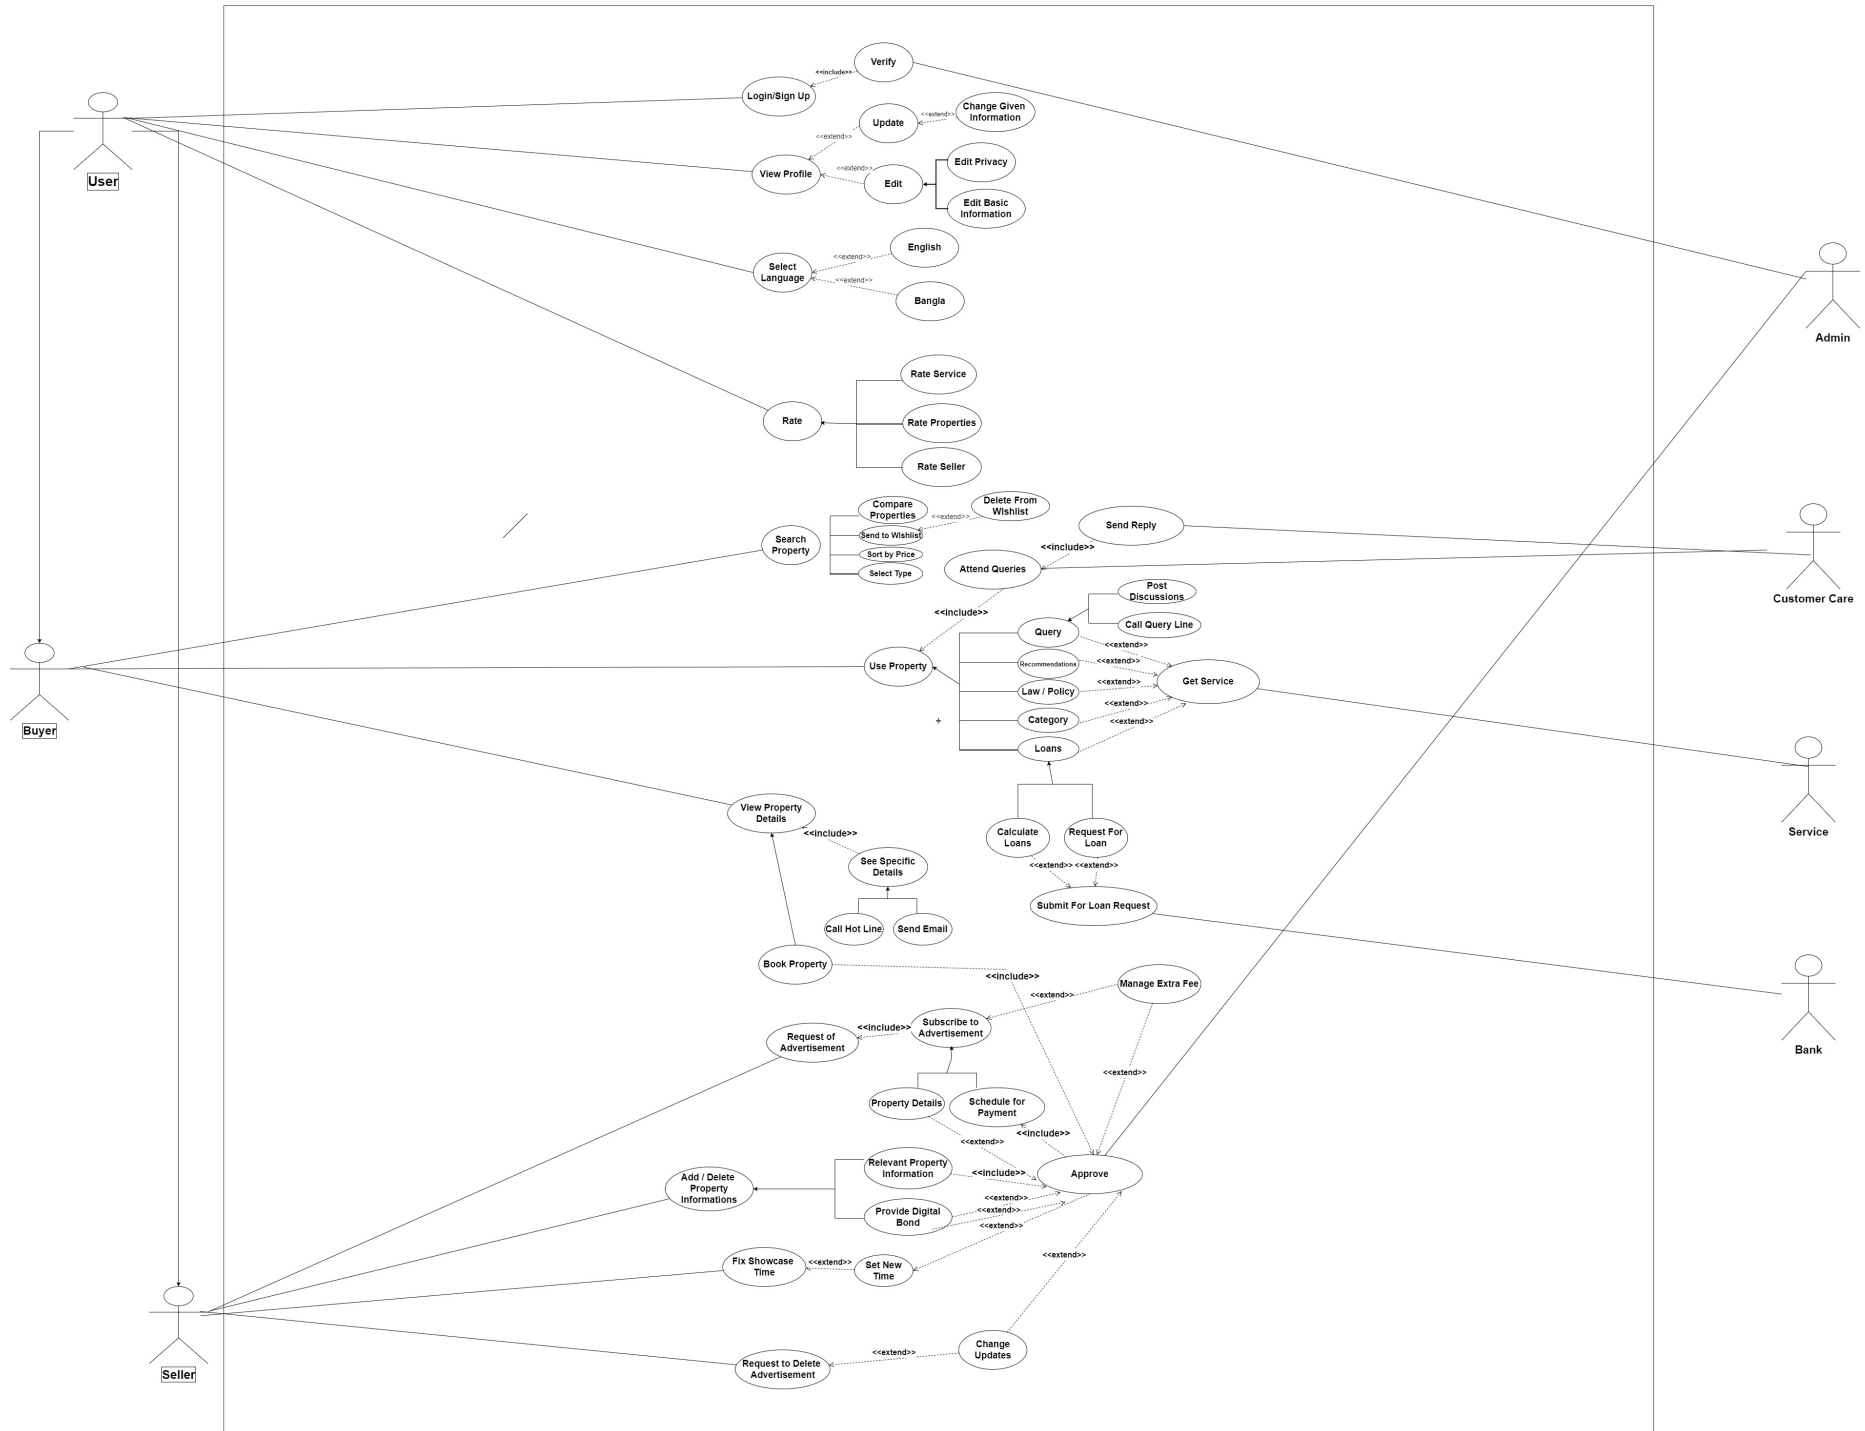 Verify
<<include>>
Login/Sign Up
Change Given
Information
<<extend>>
Update
<<extend>>
User
View Profile
<<extend>>
Edit
Edit Privacy
Edit Basic
Information
English
<<extend>>
Select
Language
<<extend>>
Bangla
Admin
Rate Service
Rate
Rate Properties
Rate Seller
Compare
Properties
Delete From
WIshlist
<<extend>>
Send to WIshlist
Search
Property
Sort by Price
Select Type
Send Reply
<<include>>
Attend Queries
Customer Care
<<include>>
Post
Discussions
Call Query Line
Query
<<extend>>
Use Property
Recommendations
<<extend>>
Get Service
Law / Policy
<<extend>>
Category
<<extend>>
+
<<extend>>
Loans
Buyer
View Property
Details
<<include>>
Calculate
Loans
Request For
Loan
Service
See Specific
Details
<<extend>>
<<extend>>
Submit For Loan Request
Call Hot Line
Send Email
Book Property
<<include>>
Manage Extra Fee
<<extend>>
Subscribe to
Advertisement
<<include>>
Request of
Advertisement
Bank
<<extend>>
Property Details
Schedule for
Payment
<<include>>
<<extend>>
Relevant Property
Information
<<include>>
Approve
Add / Delete
Property
Informations
<<extend>>
Provide Digital
Bond
<<extend>>
<<extend>>
Fix Showcase
Time
<<extend>>
Set New
Time
<<extend>>
Change
Updates
<<extend>>
Request to Delete
Advertisement
Seller